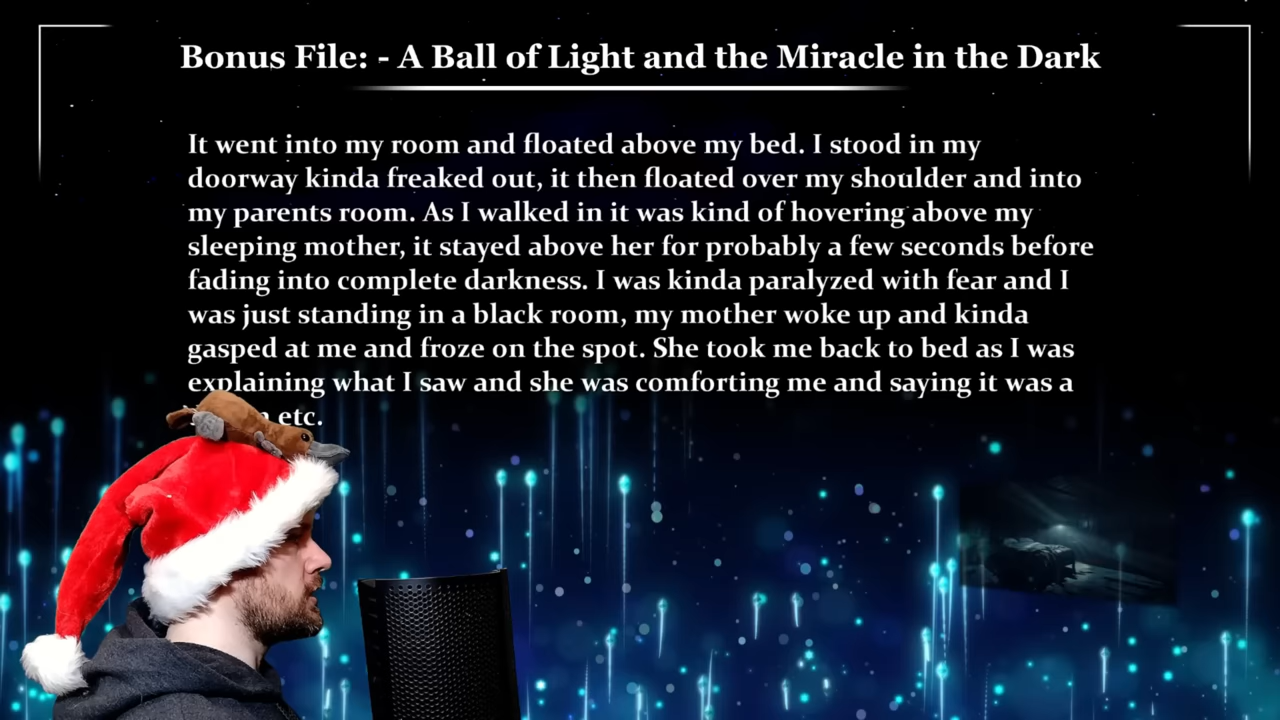 Bonus File: - A Ball of Light and the Miracle in the Dark
It went into my room and floated above my bed. I stood in my
doorway kinda freaked out, it then floated over my shoulder and into
my parents room. As I walked in it was kind of hovering above my
sleeping mother, it stayed above her for probably a few seconds before
fading into complete darkness. I was kinda paralyzed with fear and I
was just standing in a black room, my mother woke up and kinda
gasped at me and froze on the spot. She took me back to bed as I was
explaining what I saw and she was comforting me and saying it was a
etc.